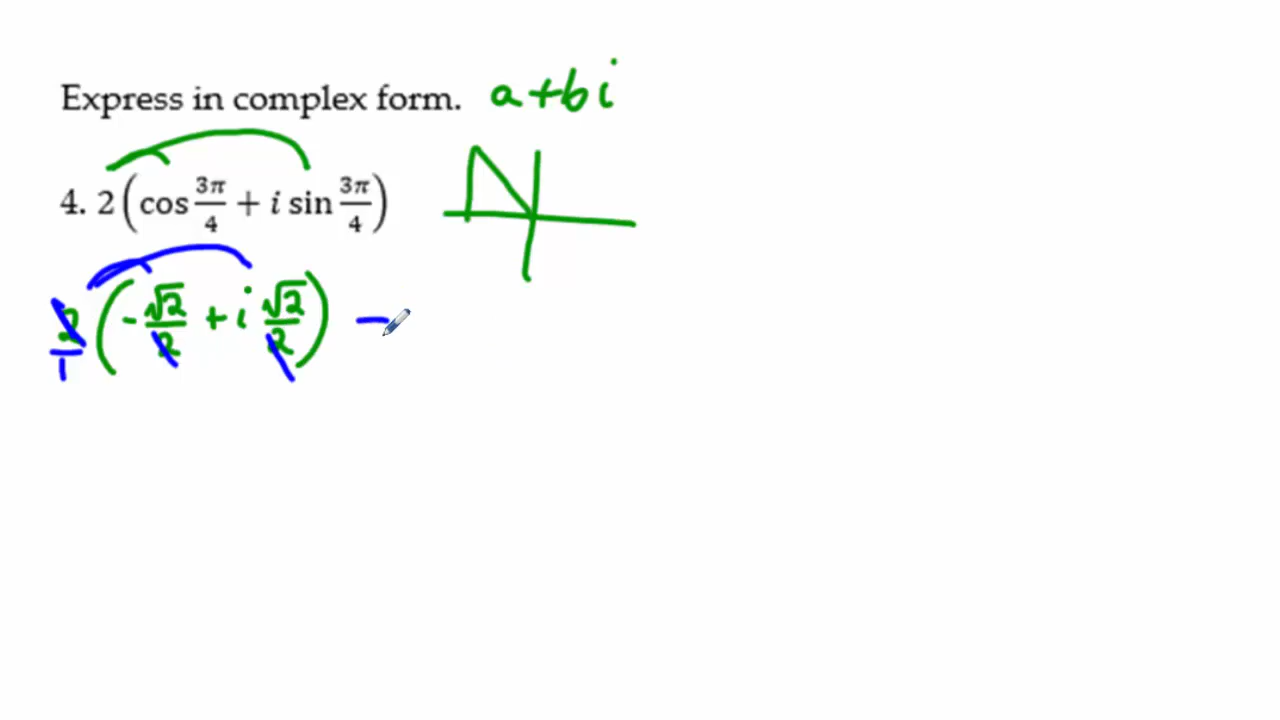 Express in complex form. a+bi
4. 2(cos 3π/4 + i sin 3π/4)
2/1 (-√2/2 + i √2/2) -